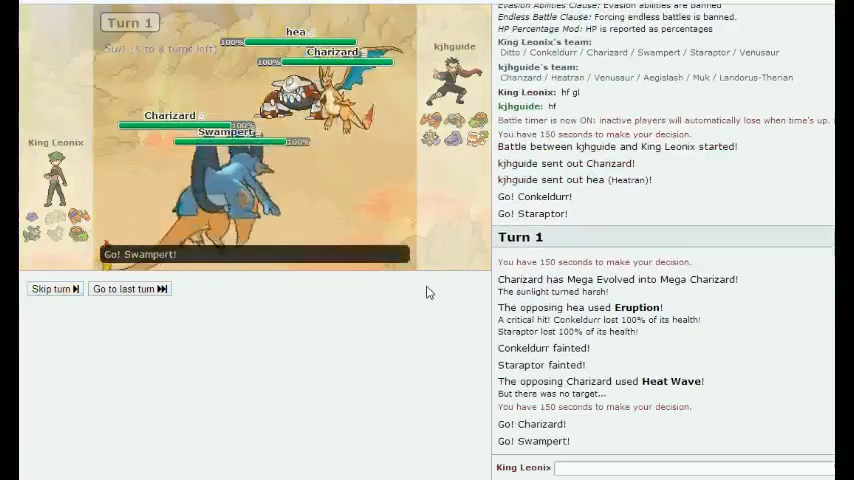 Turn 1
Sun (5 to 8 turns left)
hea
100%
Charizard
100%
kjhguide
Charizard
100%
Swampert
100%
King Leonix
Go! Swampert!
Skip turn
Go to last turn
Endless Battle Clause: Forcing endless battles is banned.
HP Percentage Mod: HP is reported as percentages
King Leonix's team:
Ditto / Conkeldurr / Charizard / Swampert / Staraptor / Venusaur
kjhguide's team:
Charizard / Heatran / Venusaur / Aegislash / Muk / Landorus-Therian
King Leonix: hf gl
kjhguide: hf
Battle timer is now ON: inactive players will automatically lose when time's up.
You have 150 seconds to make your decision.
Battle between kjhguide and King Leonix started!
kjhguide sent out Charizard!
kjhguide sent out hea (Heatran)!
Go! Conkeldurr!
Go! Staraptor!
Turn 1
You have 150 seconds to make your decision.
Charizard has Mega Evolved into Mega Charizard!
The sunlight turned harsh!
The opposing hea used Eruption!
A critical hit! Conkeldurr lost 100% of its health!
Staraptor lost 100% of its health!
Conkeldurr fainted!
Staraptor fainted!
The opposing Charizard used Heat Wave!
But there was no target...
You have 150 seconds to make your decision.
Go! Charizard!
Go! Swampert!
King Leonix